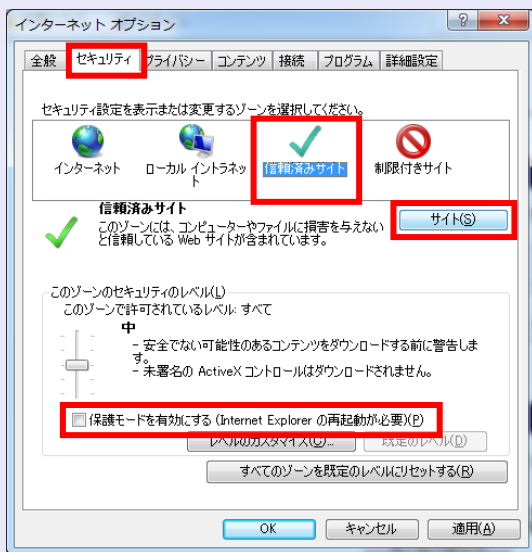 インターネット オプション
全般 セキュリティ プライバシー コンテンツ 接続 プログラム 詳細設定
セキュリティ設定を表示または変更するゾーンを選択してください。
インターネット ローカル イントラネット 信頼済みサイト 制限付きサイト
信頼済みサイト
このゾーンには、コンピューターやファイルに損害を与えない
と信頼している Web サイトが含まれています。
サイト(S)
このゾーンのセキュリティのレベル(L)
このゾーンで許可されているレベル: すべて
中
- 安全でない可能性のあるコンテンツをダウンロードする前に警告しま
す。
- 未署名の ActiveX コントロールはダウンロードされません。
保護モードを有効にする (Internet Explorer の再起動が必要)(P)
レベルのカスタマイズ(C)... 既定のレベル(D)
すべてのゾーンを既定のレベルにリセットする(R)
OK キャンセル 適用(A)